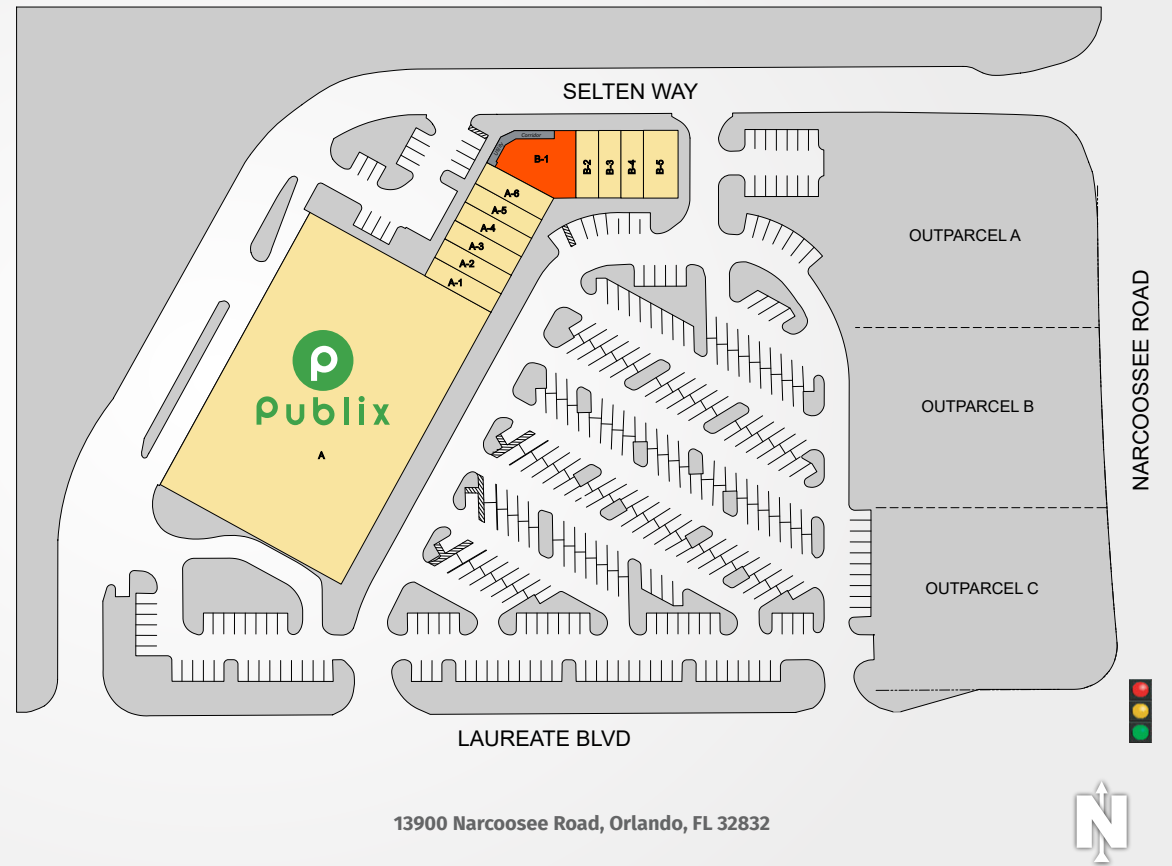 SELTEN WAY
Corridor
B-1
B-2
B-3
B-4
B-5
A-6
A-5
A-4
A-3
A-2
A-1
OUTPARCEL A
NARCOOSSEE ROAD
P
Publix
A
OUTPARCEL B
OUTPARCEL C
LAUREATE BLVD
13900 Narcoosee Road, Orlando, FL 32832
N